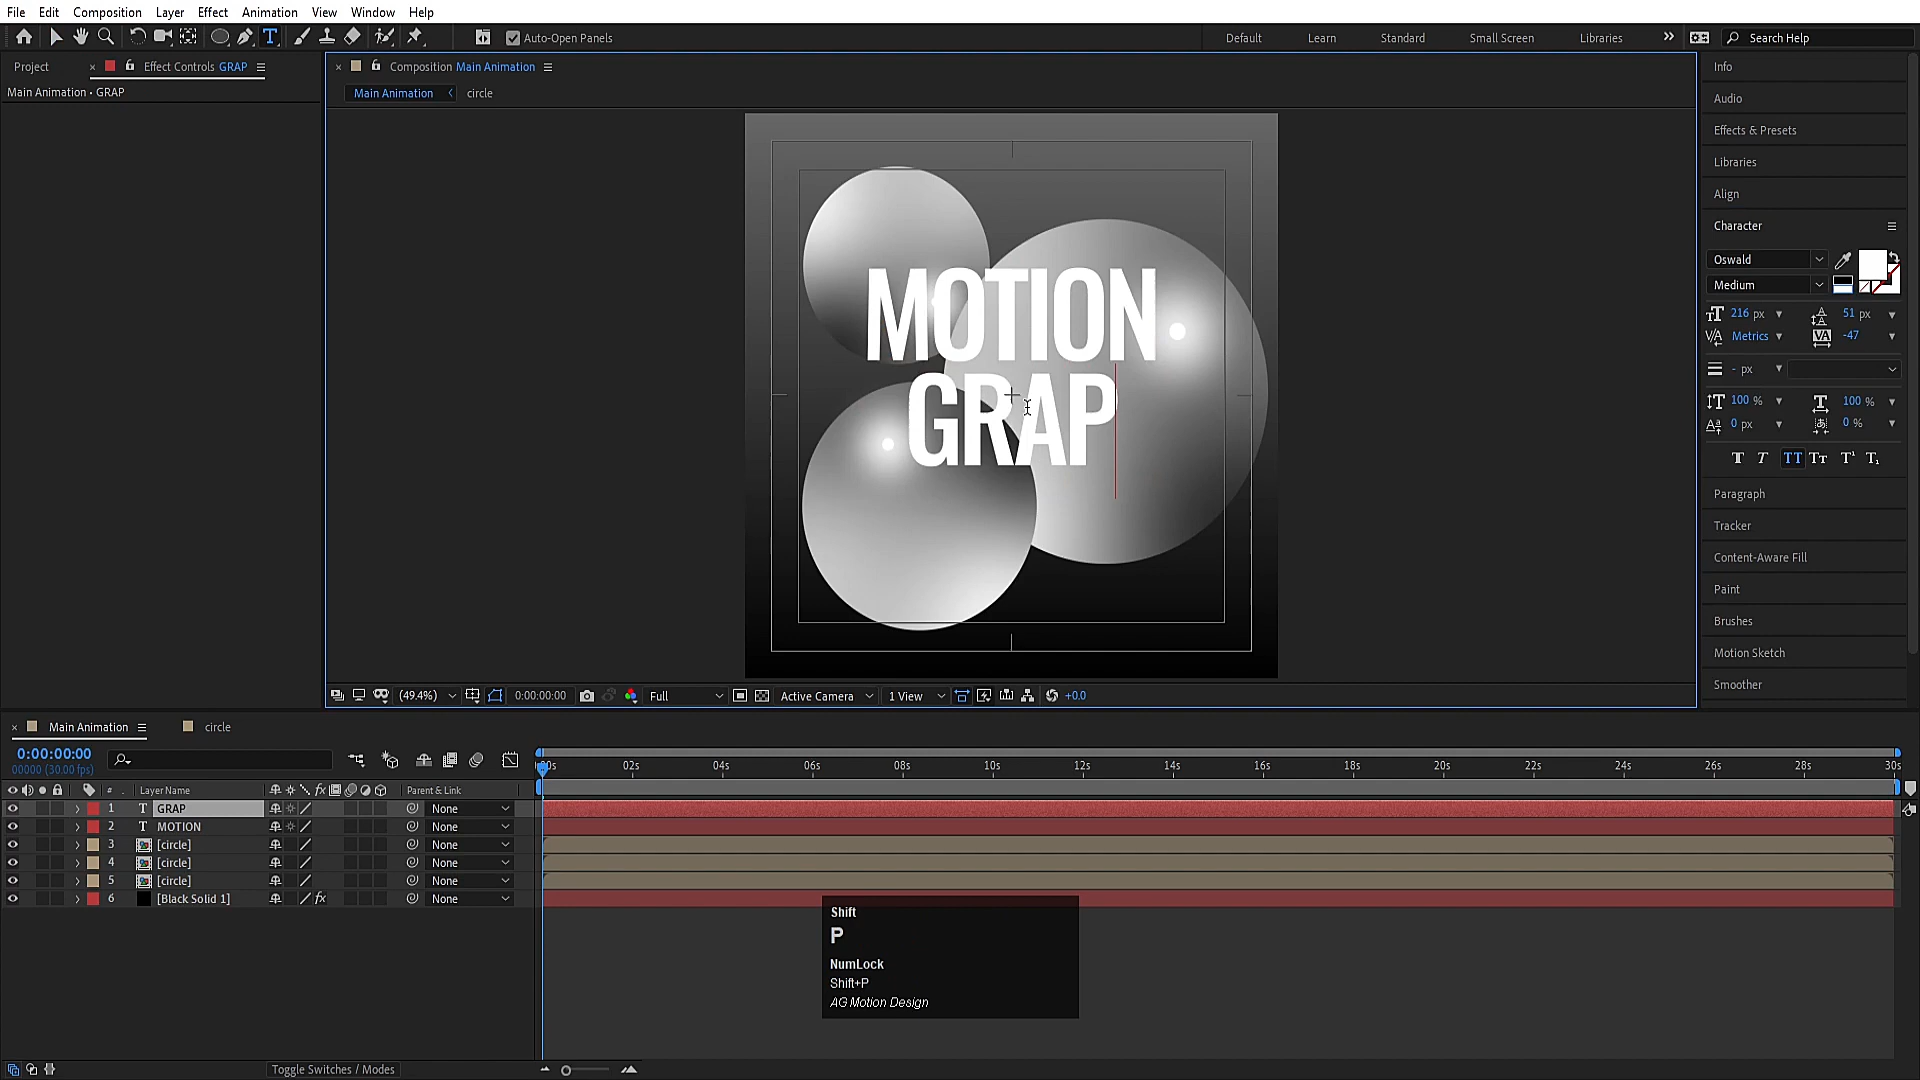 File Edit Composition Layer Effect Animation View Window Help
Auto-Open Panels Default Learn Standard Small Screen Libraries Search Help
Project Effect Controls GRAP
Main Animation • GRAP
Composition Main Animation
Main Animation circle
MOTION
GRAP
(49.4%) 0:00:00:00 Full Active Camera 1 View +0.0
Info
Audio
Effects & Presets
Libraries
Align
Character
Oswald
Medium
216 px 51 px
Metrics -47
- px
100 % 100 %
0 px 0 %
T T TT Tт T¹ T₁
Paragraph
Tracker
Content-Aware Fill
Paint
Brushes
Motion Sketch
Smoother
Main Animation circle
0:00:00:00
00000 (30.00 fps)
02s 04s 06s 08s 10s 12s 14s 16s 18s 20s 22s 24s 26s 28s 30s
# Layer Name fx Parent & Link
1 T GRAP None
2 T MOTION None
3 [circle] None
4 [circle] None
5 [circle] None
6 [Black Solid 1] fx None
Shift
P
NumLock
Shift+P
AG Motion Design
Toggle Switches / Modes